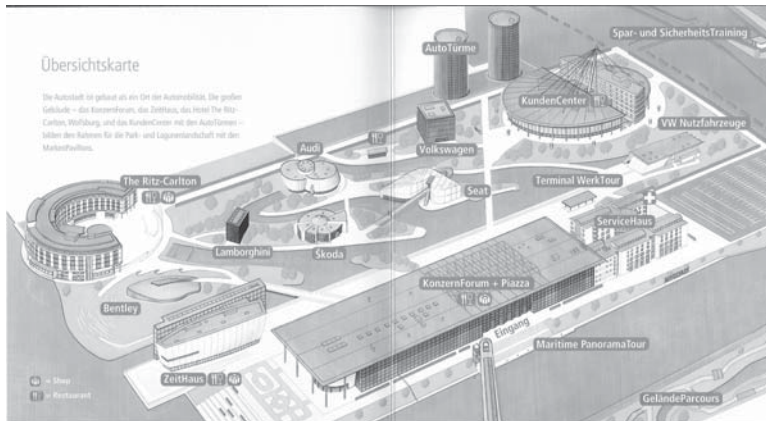 Übersichtskarte
Die Autostadt ist gebaut als ein Ort der Automobilität. Die großen
Gebäude – das KonzernForum, das ZeitHaus, das Hotel The Ritz-
Carlton, Wolfsburg, und das KundenCenter mit den AutoTürmen –
bilden den Rahmen für die Park- und Lagunenlandschaft mit den
MarkenPavillons.
AutoTürme
Spar- und SicherheitsTraining
KundenCenter
VW Nutzfahrzeuge
Volkswagen
Audi
The Ritz-Carlton
Seat
Terminal WerkTour
ServiceHaus
Lamborghini
Škoda
KonzernForum + Piazza
Bentley
Eingang
Maritime PanoramaTour
ZeitHaus
= Shop
= Restaurant
GeländeParcours